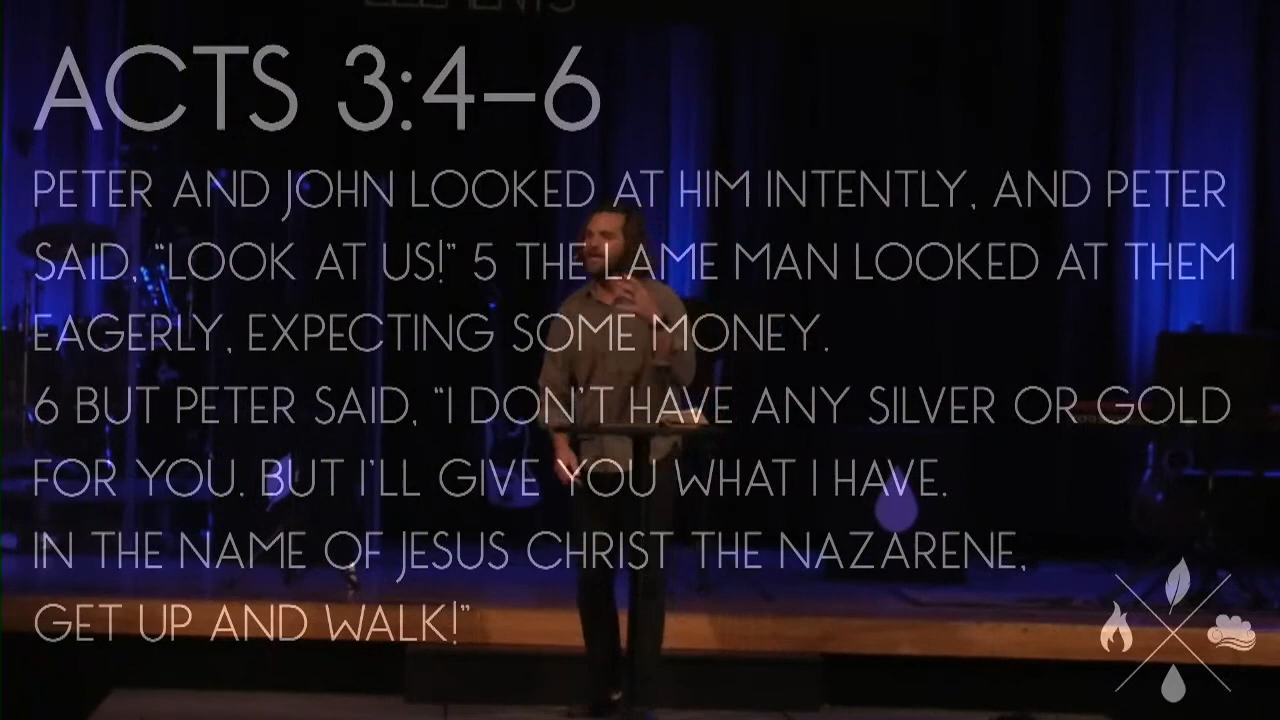 ELEMENTS
ACTS 3:4–6
PETER AND JOHN LOOKED AT HIM INTENTLY, AND PETER
SAID, "LOOK AT US!" 5 THE LAME MAN LOOKED AT THEM
EAGERLY, EXPECTING SOME MONEY.
6 BUT PETER SAID, "I DON'T HAVE ANY SILVER OR GOLD
FOR YOU. BUT I'LL GIVE YOU WHAT I HAVE.
IN THE NAME OF JESUS CHRIST THE NAZARENE,
GET UP AND WALK!"